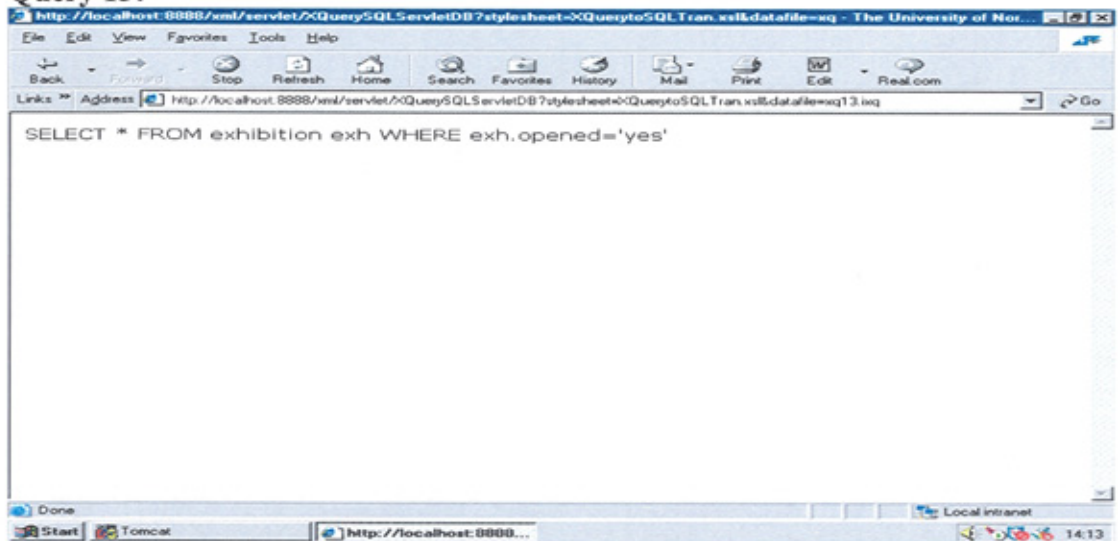 Query 13:
http://localhost:8888/xml/servlet/XQuerySQLServletDB?stylesheet=XQuerytoSQLTran.xsl&datafile=xq - The University of Nor...
File Edit View Favorites Tools Help
Back Forward Stop Refresh Home Search Favorites History Mail Print Edit Real.com
Links » Address http://localhost:8888/xml/servlet/XQuerySQLServletDB?stylesheet=XQuerytoSQLTran.xsl&datafile=xq13.ixq Go
SELECT * FROM exhibition exh WHERE exh.opened='yes'
Done Local intranet
Start Tomcat http://localhost:8888... 14:13